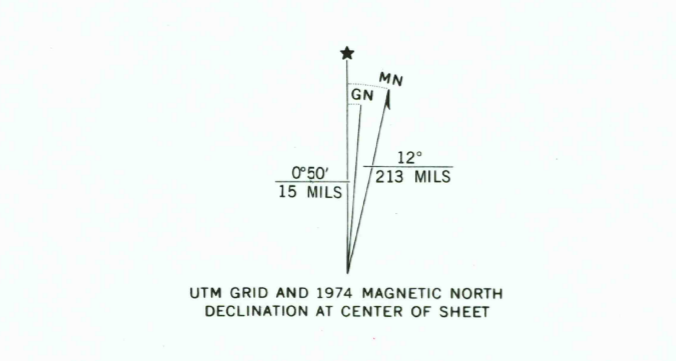 MN
GN
12°
213 MILS
0°50'
15 MILS
UTM GRID AND 1974 MAGNETIC NORTH
DECLINATION AT CENTER OF SHEET